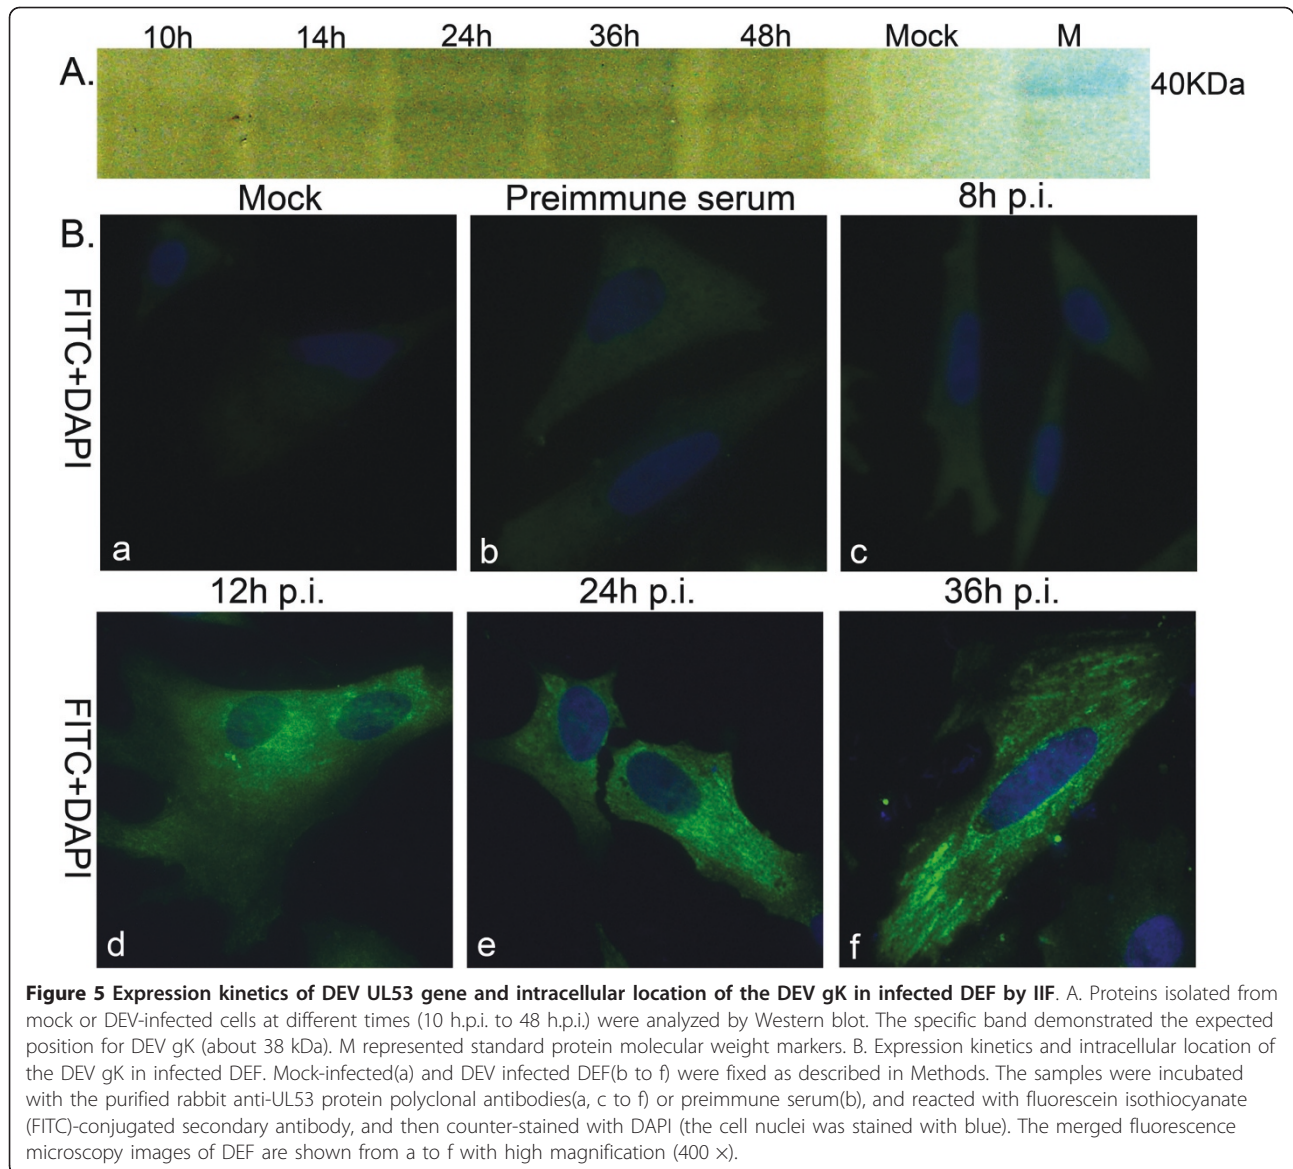 10h 14h 24h 36h 48h Mock M
A. 40KDa
Mock Preimmune serum 8h p.i.
B.
FITC+DAPI
a b c
12h p.i. 24h p.i. 36h p.i.
FITC+DAPI
d e f
Figure 5 Expression kinetics of DEV UL53 gene and intracellular location of the DEV gK in infected DEF by IIF. A. Proteins isolated from
mock or DEV-infected cells at different times (10 h.p.i. to 48 h.p.i.) were analyzed by Western blot. The specific band demonstrated the expected
position for DEV gK (about 38 kDa). M represented standard protein molecular weight markers. B. Expression kinetics and intracellular location of
the DEV gK in infected DEF. Mock-infected(a) and DEV infected DEF(b to f) were fixed as described in Methods. The samples were incubated
with the purified rabbit anti-UL53 protein polyclonal antibodies(a, c to f) or preimmune serum(b), and reacted with fluorescein isothiocyanate
(FITC)-conjugated secondary antibody, and then counter-stained with DAPI (the cell nuclei was stained with blue). The merged fluorescence
microscopy images of DEF are shown from a to f with high magnification (400 ×).